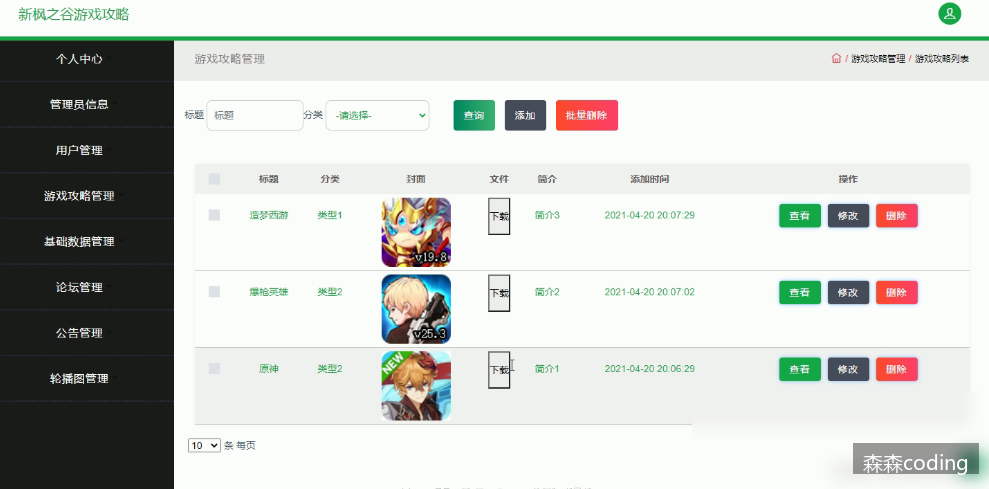 新枫之谷游戏攻略
个人中心
管理员信息
用户管理
游戏攻略管理
基础数据管理
论坛管理
公告管理
轮播图管理
游戏攻略管理 / 游戏攻略管理 / 游戏攻略列表
标题 标题 分类 -请选择- 查询 添加 批量删除
标题 分类 封面 文件 简介 添加时间 操作
造梦西游 类型1 v19.8 下载 简介3 2021-04-20 20:07:29 查看 修改 删除
爆枪英雄 类型2 v25.3 下载 简介2 2021-04-20 20:07:02 查看 修改 删除
原神 类型2 NEW 下载 简介1 2021-04-20 20:06:29 查看 修改 删除
10 条 每页
森森coding